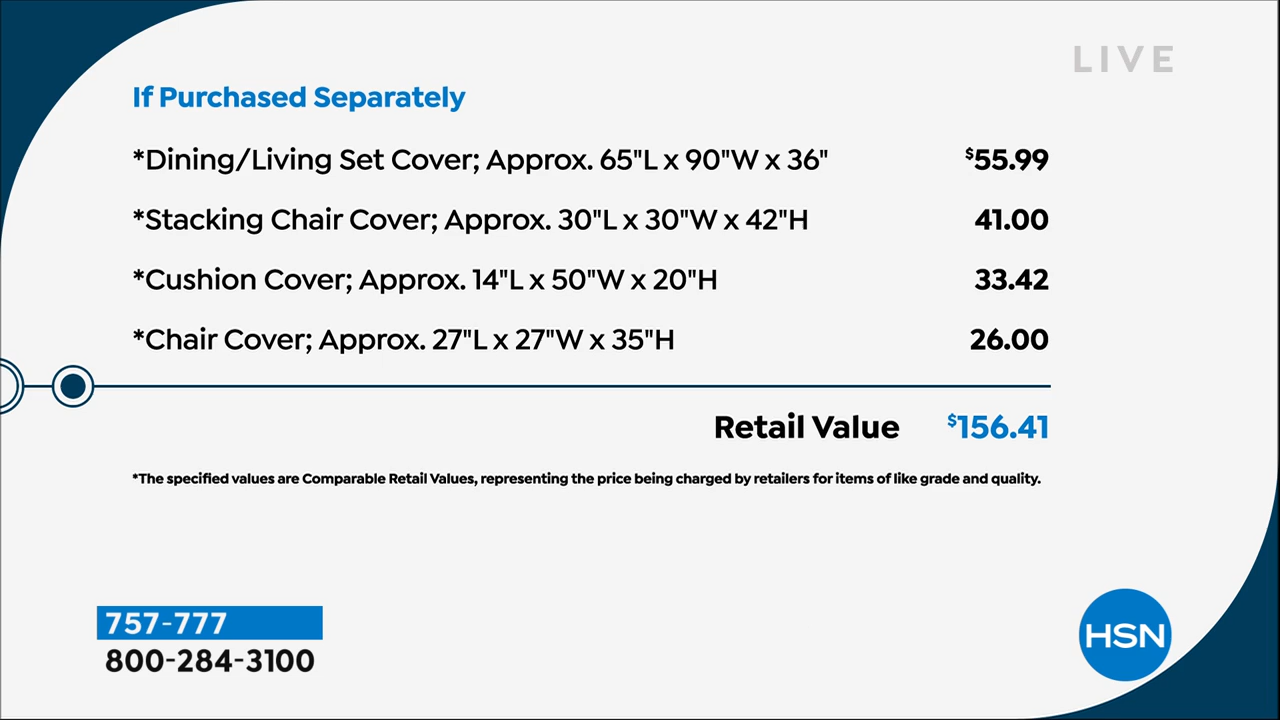 LIVE
If Purchased Separately
*Dining/Living Set Cover; Approx. 65"L x 90"W x 36" $55.99
*Stacking Chair Cover; Approx. 30"L x 30"W x 42"H 41.00
*Cushion Cover; Approx. 14"L x 50"W x 20"H 33.42
*Chair Cover; Approx. 27"L x 27"W x 35"H 26.00
Retail Value $156.41
*The specified values are Comparable Retail Values, representing the price being charged by retailers for items of like grade and quality.
757-777
800-284-3100
HSN